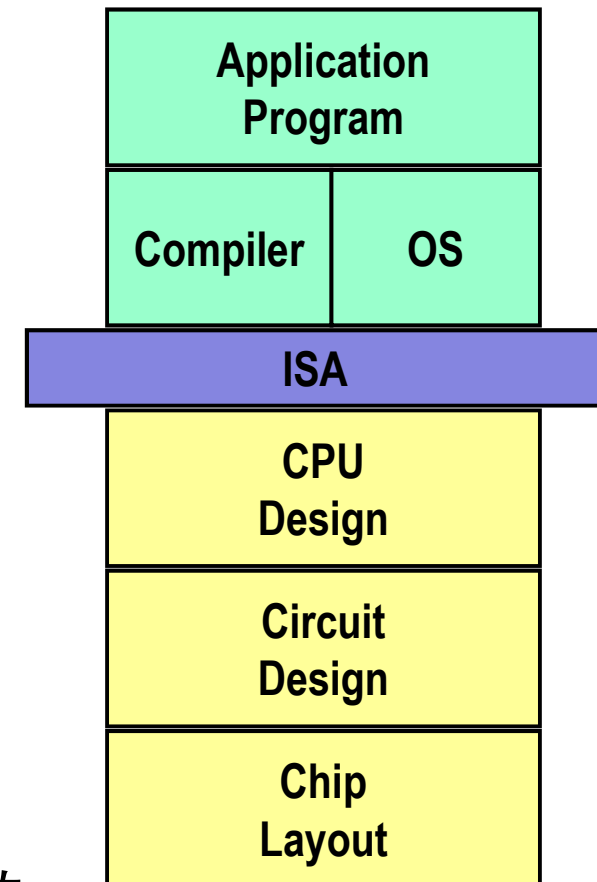 Application
Program
Compiler
OS
ISA
CPU
Design
Circuit
Design
Chip
Layout